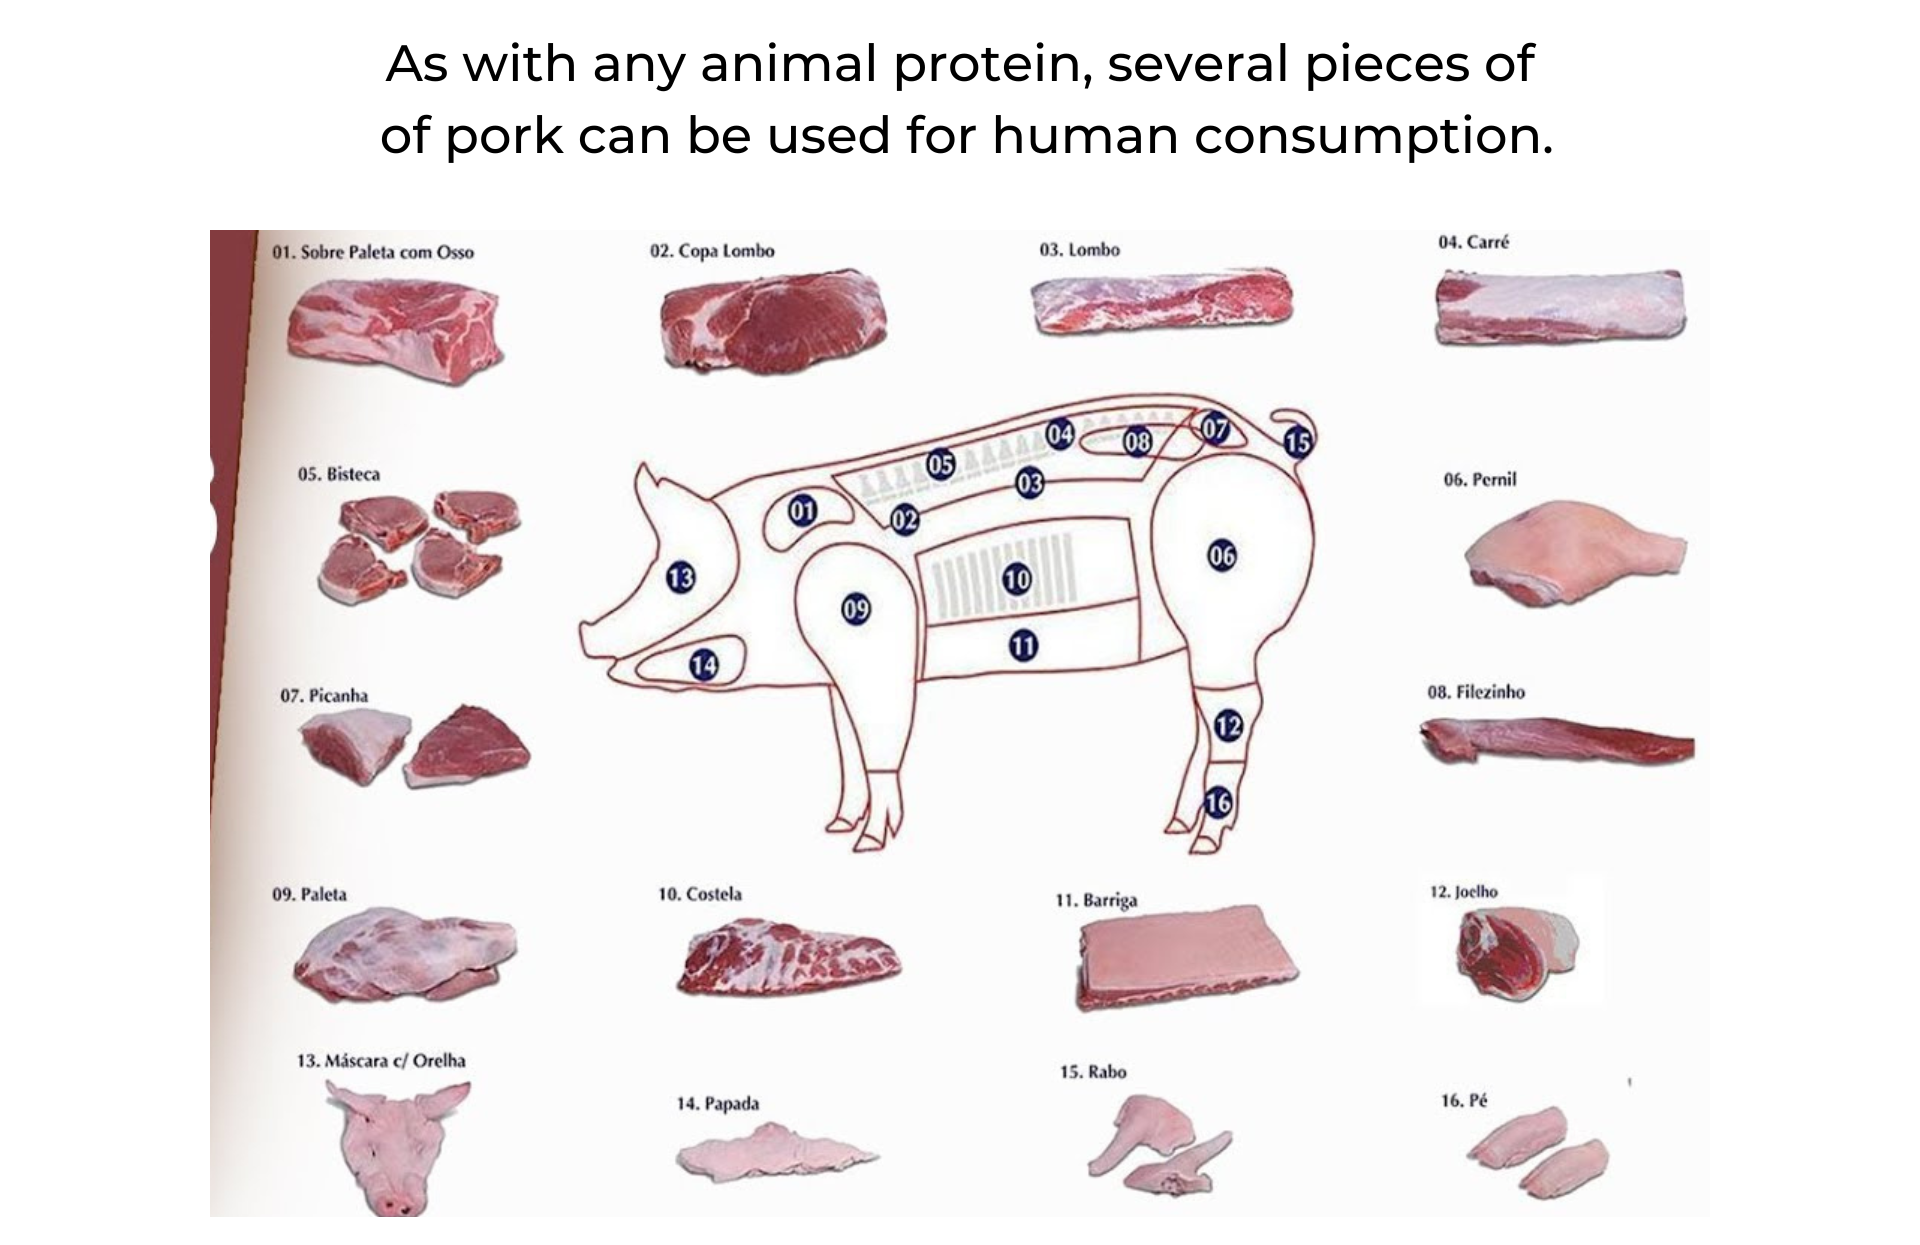 As with any animal protein, several pieces of
of pork can be used for human consumption.
01. Sobre Paleta com Osso
02. Copa Lombo
03. Lombo
04. Carré
05. Bisteca
06. Pernil
07. Picanha
08. Filezinho
09. Paleta
10. Costela
11. Barriga
12. Joelho
13. Máscara c/ Orelha
14. Papada
15. Rabo
16. Pé
07
15
04
08
05
03
01
02
06
13
10
09
11
14
12
16